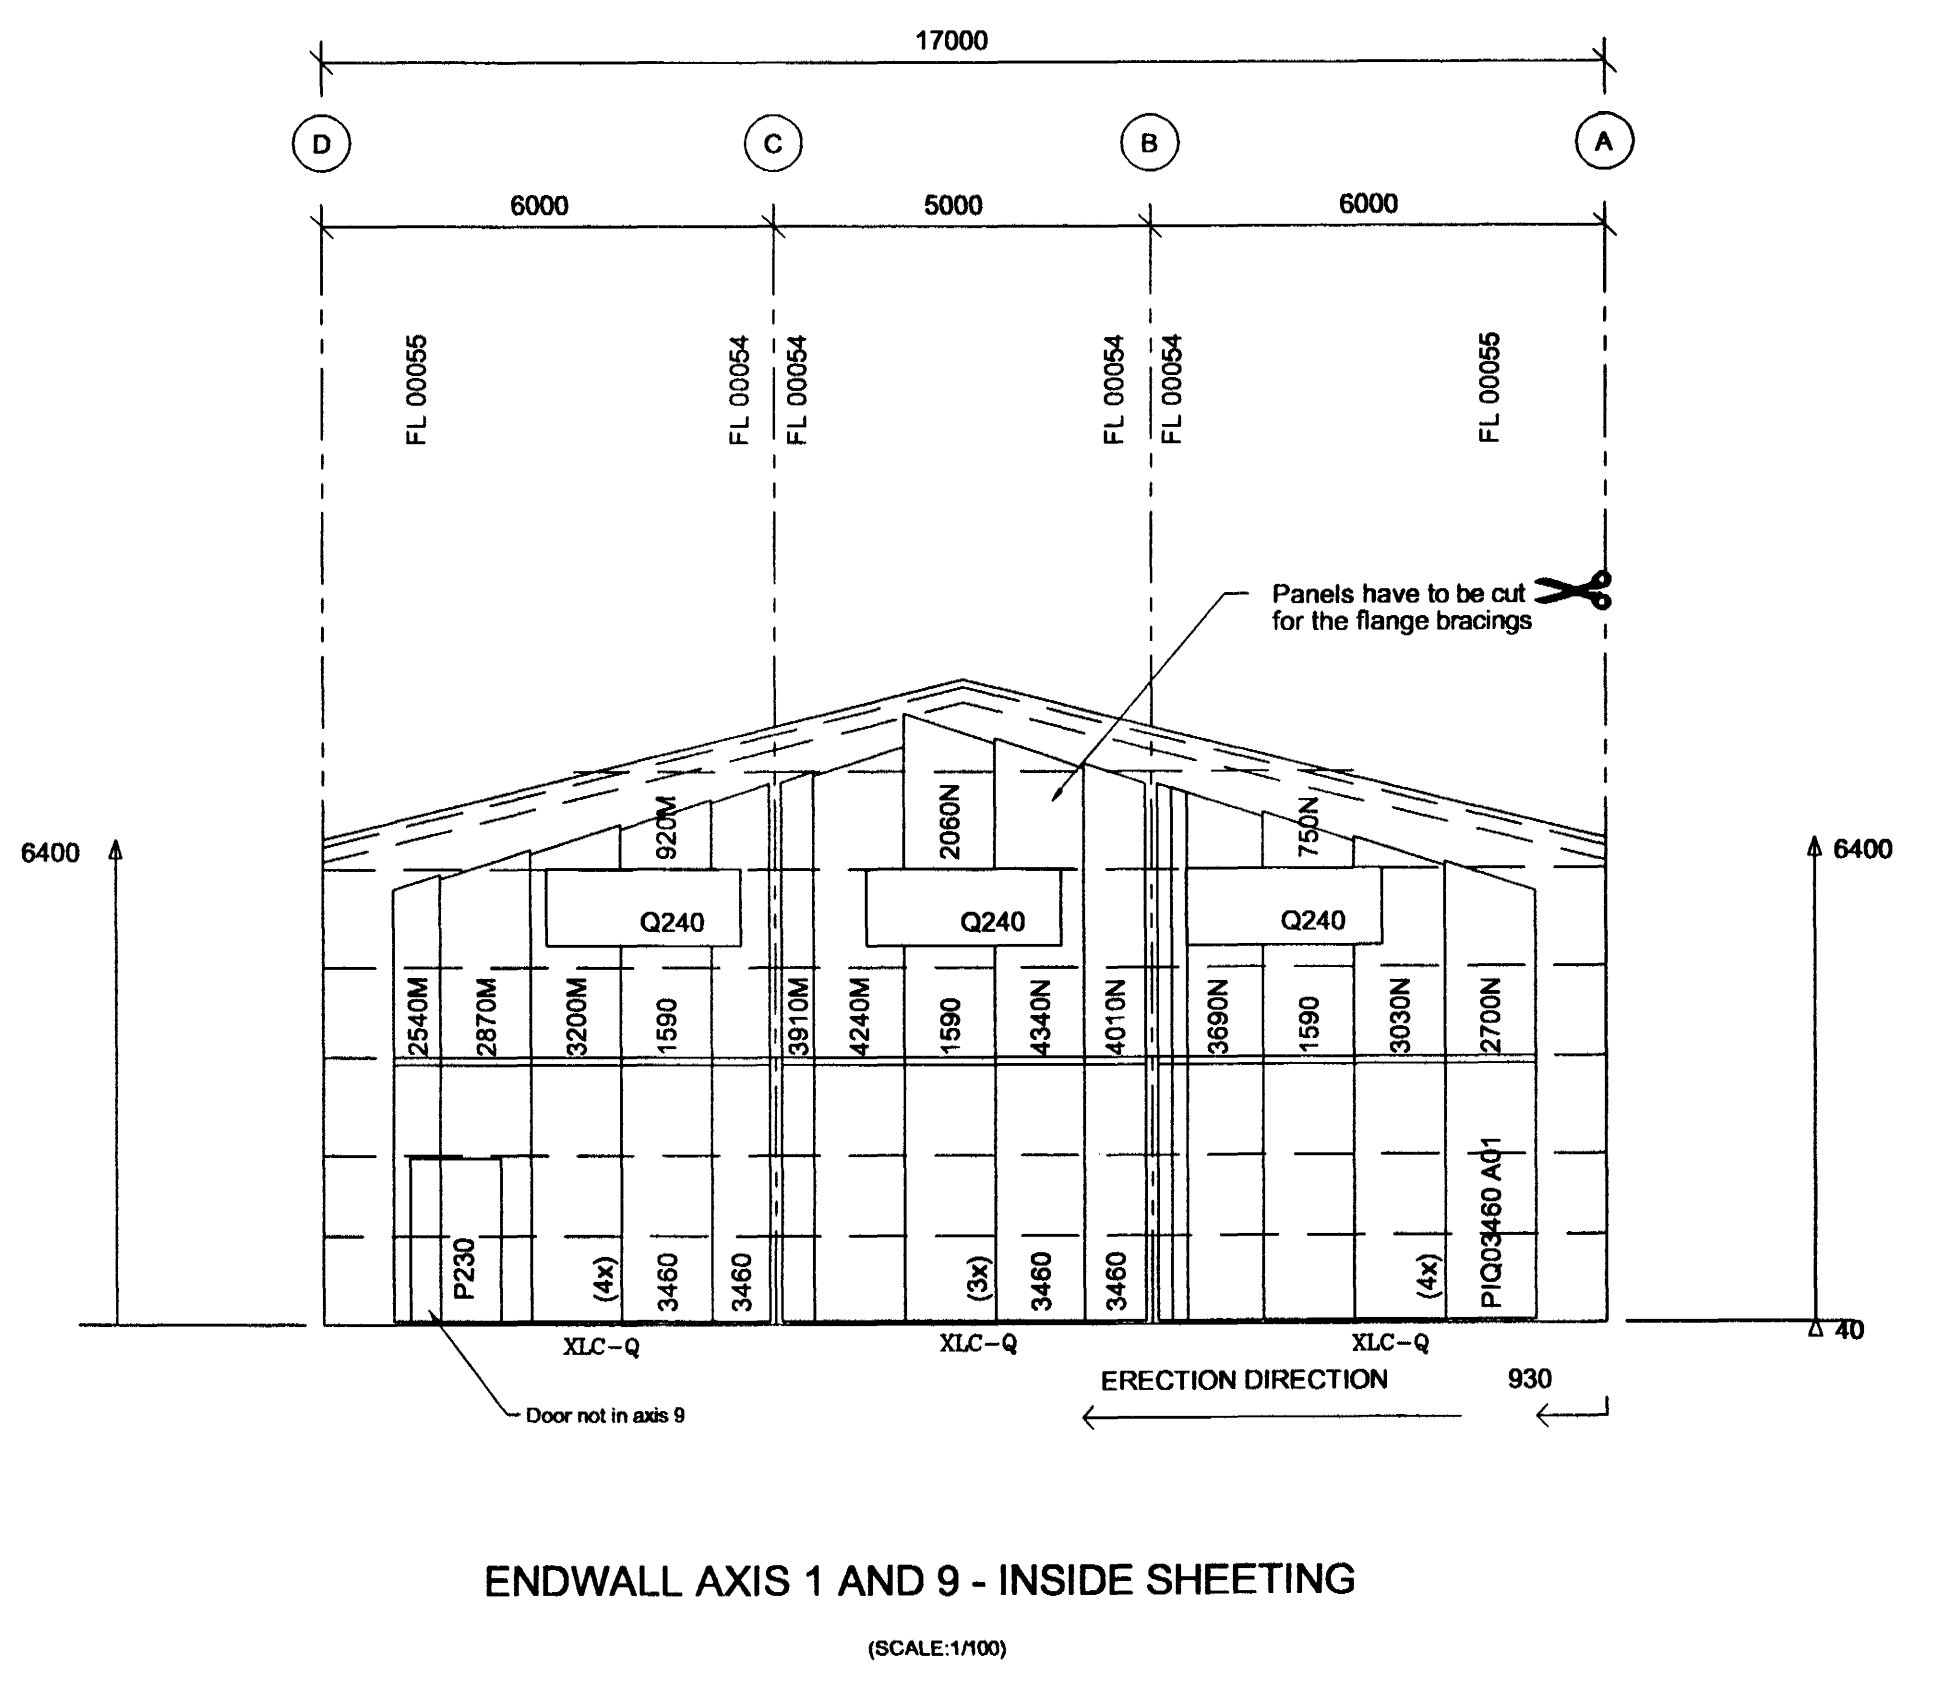 17000
D
C
B
A
6000
5000
6000
FL 00055
FL 00054
FL 00054
FL 00054
FL 00054
FL 00055
Panels have to be cut
for the flange bracings
6400
920M
2060N
750N
6400
Q240
Q240
Q240
2540M
2870M
3200M
1590
3910M
4240M
1590
4340N
4010N
3690N
1590
3030N
2700N
P230
(4x)
3460
3460
(3x)
3460
3460
(4x)
PIQ03460 A01
XLC-Q
XLC-Q
XLC-Q
40
ERECTION DIRECTION
930
Door not in axis 9
ENDWALL AXIS 1 AND 9 - INSIDE SHEETING
(SCALE:1/100)